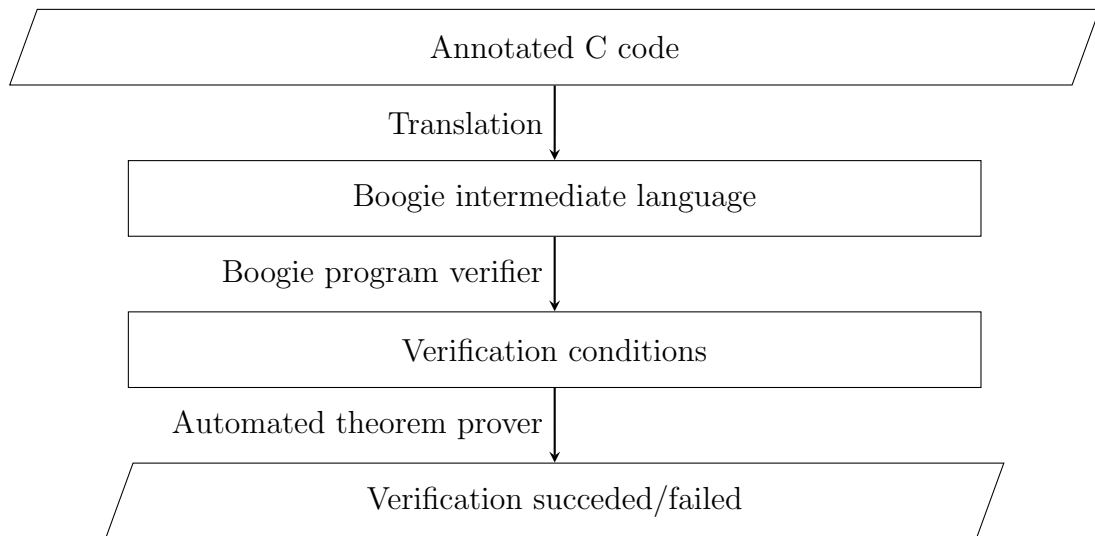 Annotated C code
Translation
Boogie intermediate language
Boogie program verifier
Verification conditions
Automated theorem prover
Verification succeded/failed